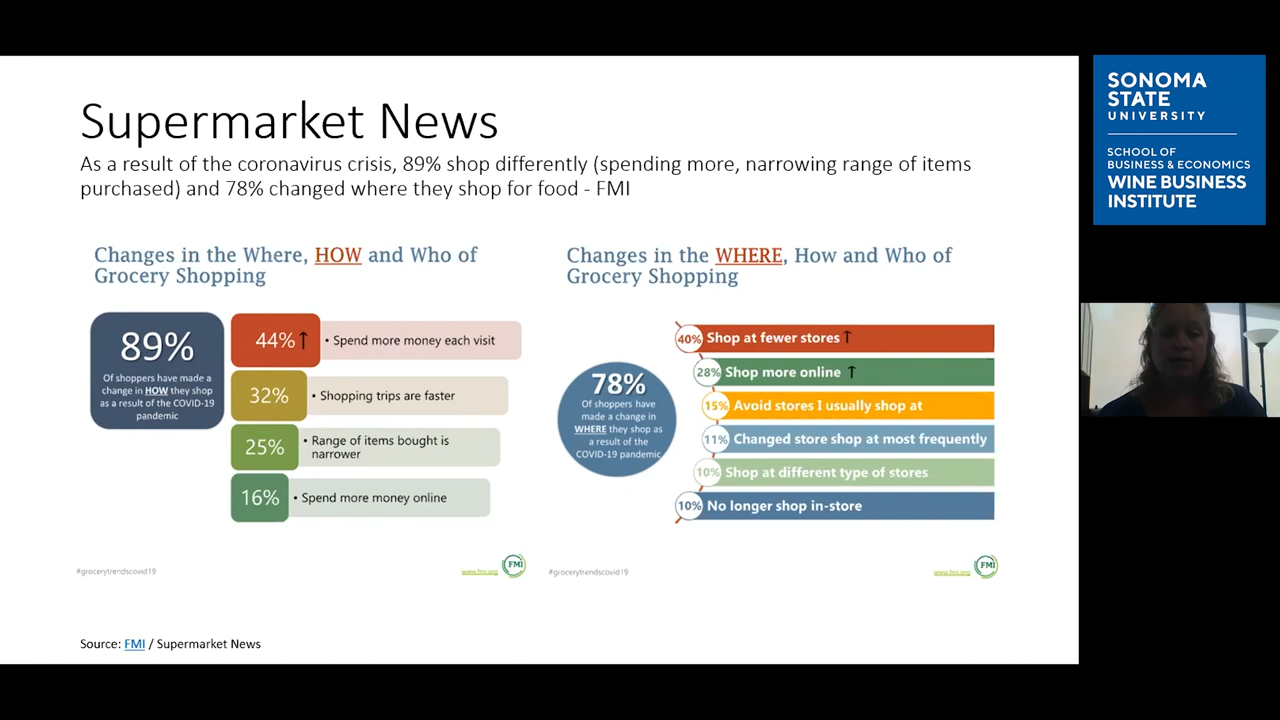 Supermarket News
As a result of the coronavirus crisis, 89% shop differently (spending more, narrowing range of items
purchased) and 78% changed where they shop for food - FMI
Changes in the Where, HOW and Who of
Grocery Shopping
89%
Of shoppers have made a
change in HOW they shop
as a result of the COVID-19
pandemic
44%↑
• Spend more money each visit
32%
• Shopping trips are faster
25%
• Range of items bought is
narrower
16%
• Spend more money online
#grocerytrendscovid19
www.fmi.org
FMI
Changes in the WHERE, How and Who of
Grocery Shopping
78%
Of shoppers have
made a change in
WHERE they shop as
a result of the
COVID-19 pandemic
40% Shop at fewer stores ↑
28% Shop more online ↑
15% Avoid stores I usually shop at
11% Changed store shop at most frequently
10% Shop at different type of stores
10% No longer shop in-store
#grocerytrendscovid19
www.fmi.org
FMI
Source: FMI / Supermarket News
SONOMA
STATE
UNIVERSITY
SCHOOL OF
BUSINESS & ECONOMICS
WINE BUSINESS
INSTITUTE